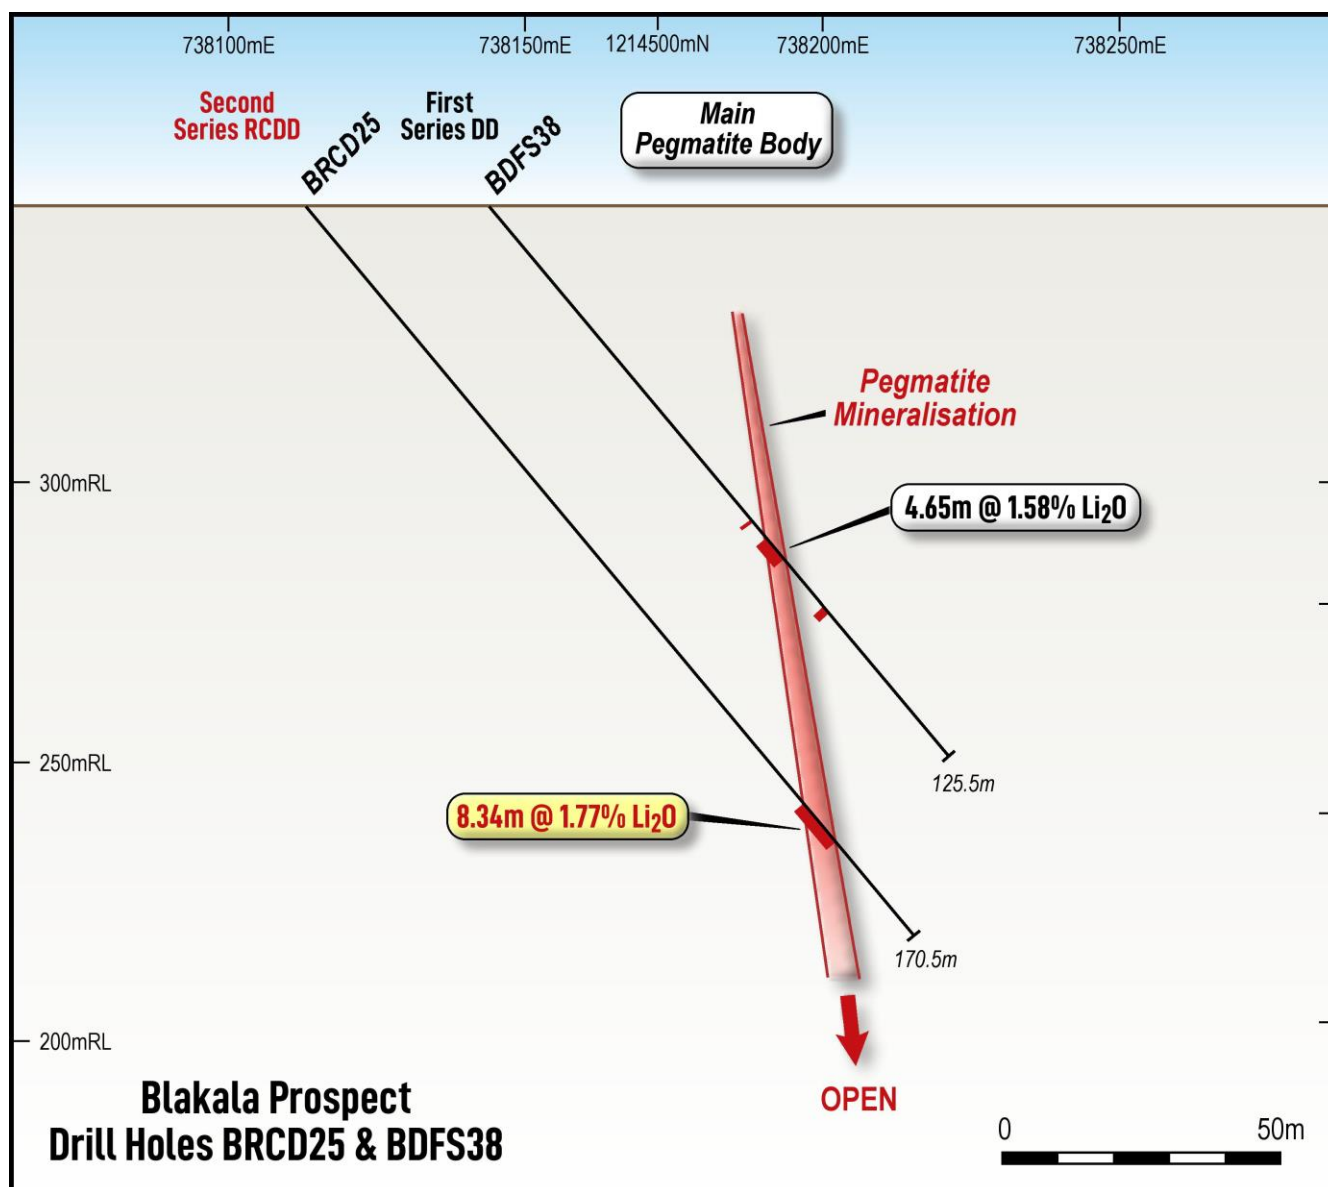 738100mE
738150mE
1214500mN
738200mE
738250mE
Second
Series RCDD
BRCD25
First
Series DD
BDFS38
Main
Pegmatite Body
Pegmatite
Mineralisation
300mRL
4.65m @ 1.58% Li₂O
250mRL
125.5m
8.34m @ 1.77% Li₂O
170.5m
200mRL
OPEN
Blakala Prospect
Drill Holes BRCD25 & BDFS38
0
50m